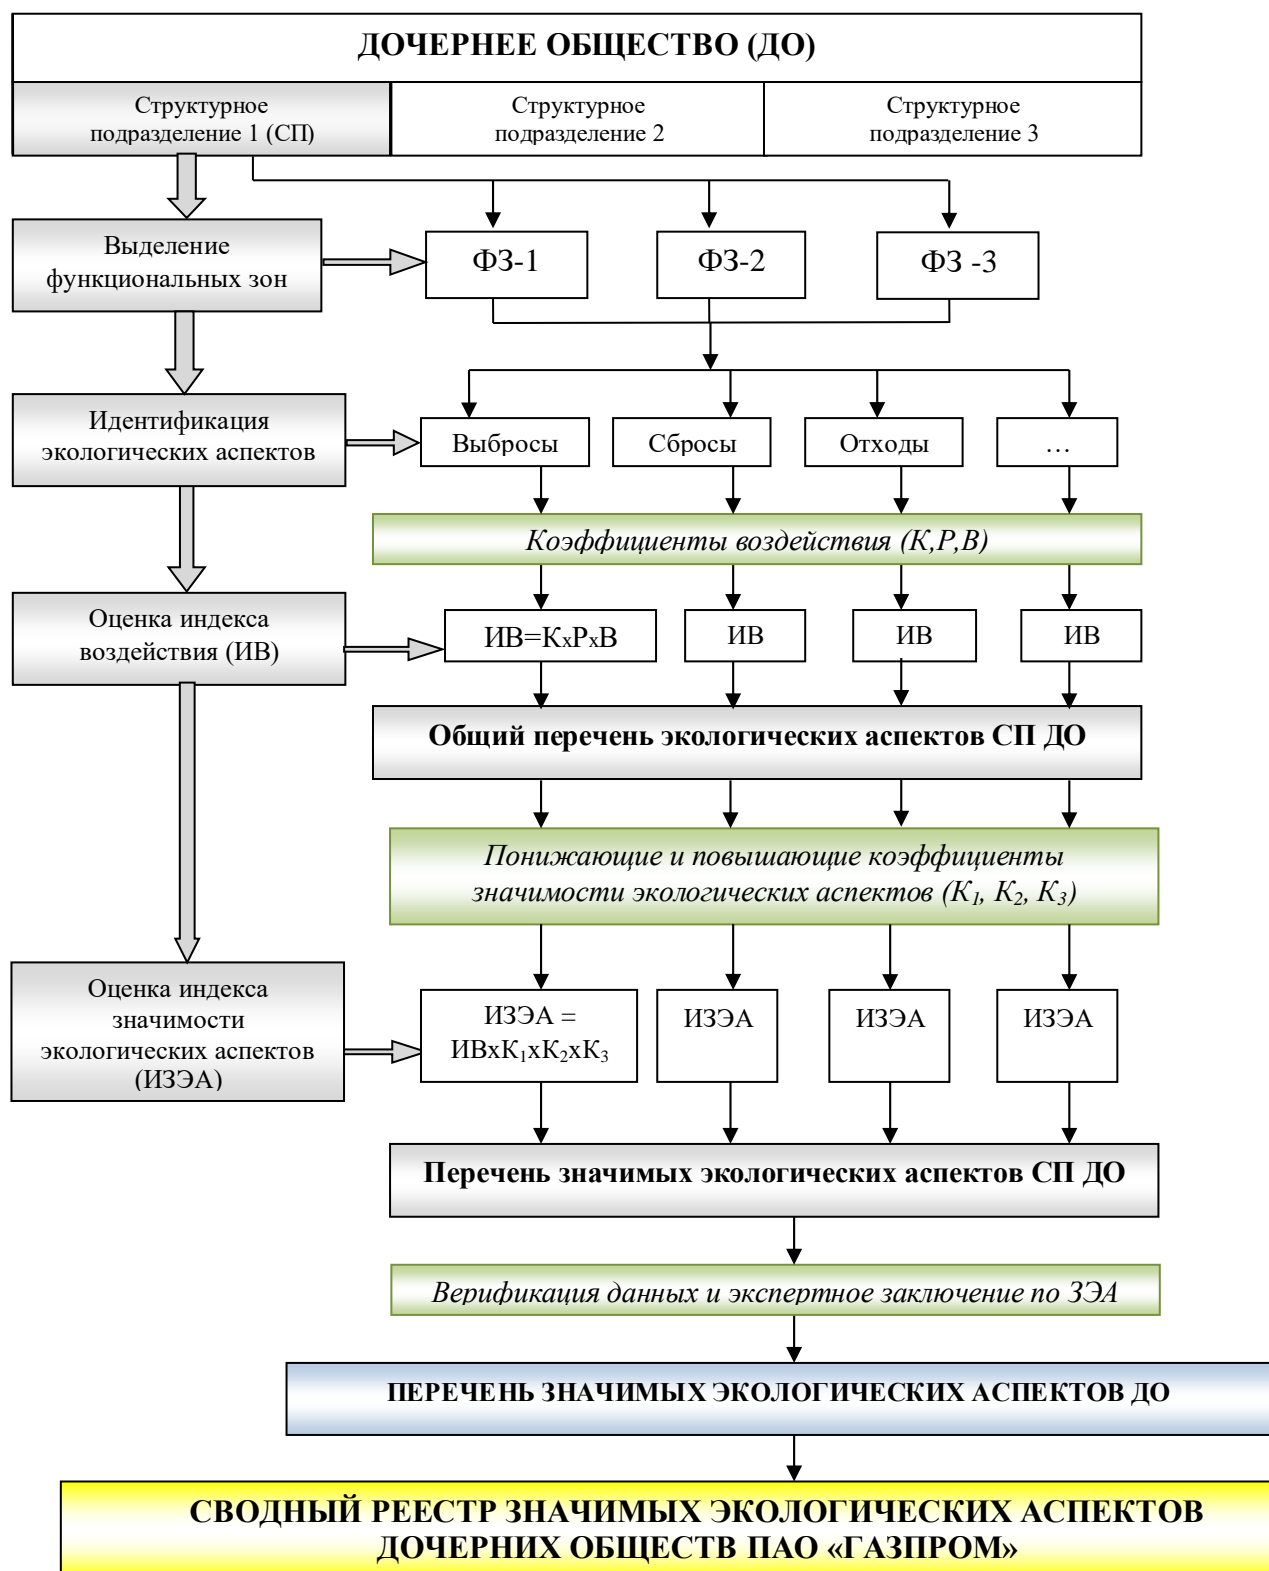 ДОЧЕРНЕЕ ОБЩЕСТВО (ДО)
Структурное
подразделение 1 (СП)
Структурное
подразделение 2
Структурное
подразделение 3
Выделение
функциональных зон
ФЗ-1
ФЗ-2
ФЗ -3
Идентификация
экологических аспектов
Выбросы
Сбросы
Отходы
…
Коэффициенты воздействия (К,Р,В)
Оценка индекса
воздействия (ИВ)
ИВ=КхРхВ
ИВ
ИВ
ИВ
Общий перечень экологических аспектов СП ДО
Понижающие и повышающие коэффициенты
значимости экологических аспектов (К₁, К₂, К₃)
Оценка индекса
значимости
экологических аспектов
(ИЗЭА)
ИЗЭА =
ИВхК₁хК₂хК₃
ИЗЭА
ИЗЭА
ИЗЭА
Перечень значимых экологических аспектов СП ДО
Верификация данных и экспертное заключение по ЗЭА
ПЕРЕЧЕНЬ ЗНАЧИМЫХ ЭКОЛОГИЧЕСКИХ АСПЕКТОВ ДО
СВОДНЫЙ РЕЕСТР ЗНАЧИМЫХ ЭКОЛОГИЧЕСКИХ АСПЕКТОВ
ДОЧЕРНИХ ОБЩЕСТВ ПАО «ГАЗПРОМ»